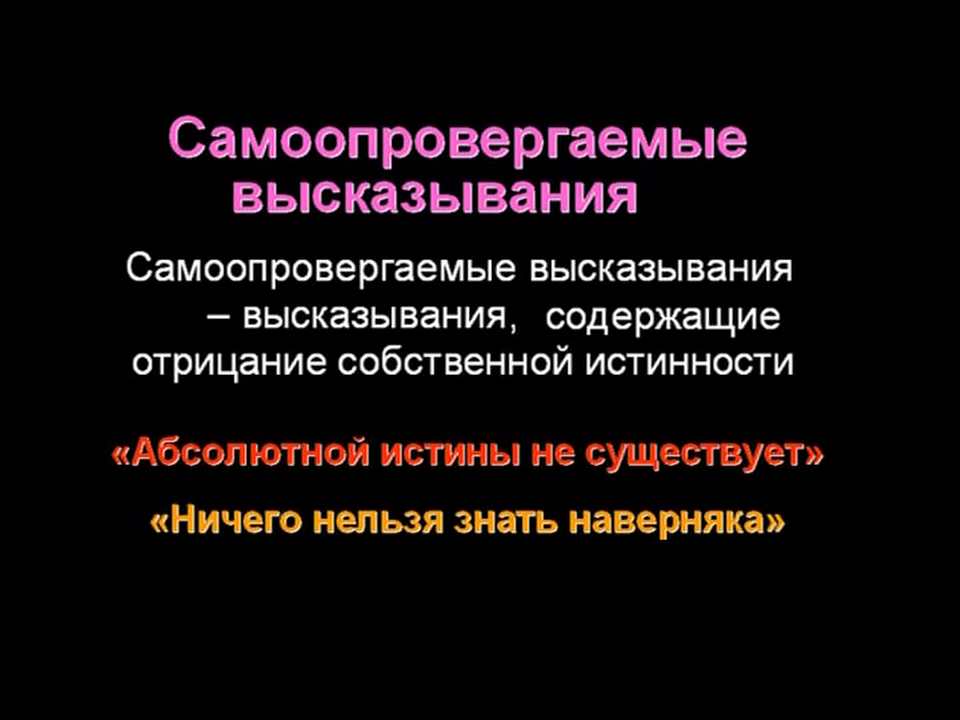 Самоопровергаемые
высказывания
Самоопровергаемые высказывания
– высказывания, содержащие
отрицание собственной истинности
«Абсолютной истины не существует»
«Ничего нельзя знать наверняка»